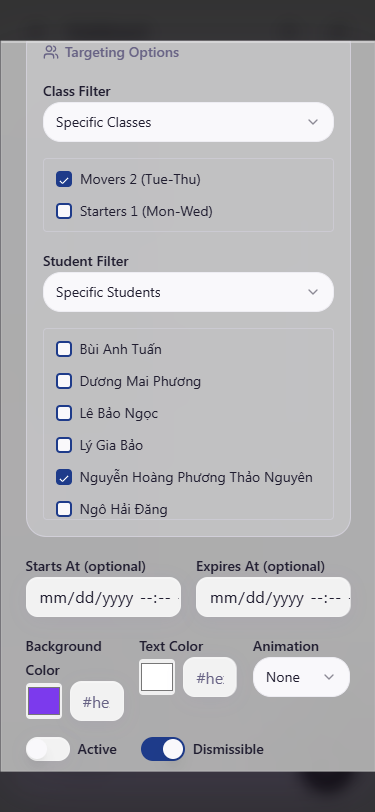 Targeting Options
Class Filter
Specific Classes
Movers 2 (Tue-Thu)
Starters 1 (Mon-Wed)
Student Filter
Specific Students
Bùi Anh Tuấn
Dương Mai Phương
Lê Bảo Ngọc
Lý Gia Bảo
Nguyễn Hoàng Phương Thảo Nguyên
Ngô Hải Đăng
Starts At (optional) Expires At (optional)
mm/dd/yyyy --:-- mm/dd/yyyy --:--
Background Color Text Color Animation
#he #he None
Active Dismissible